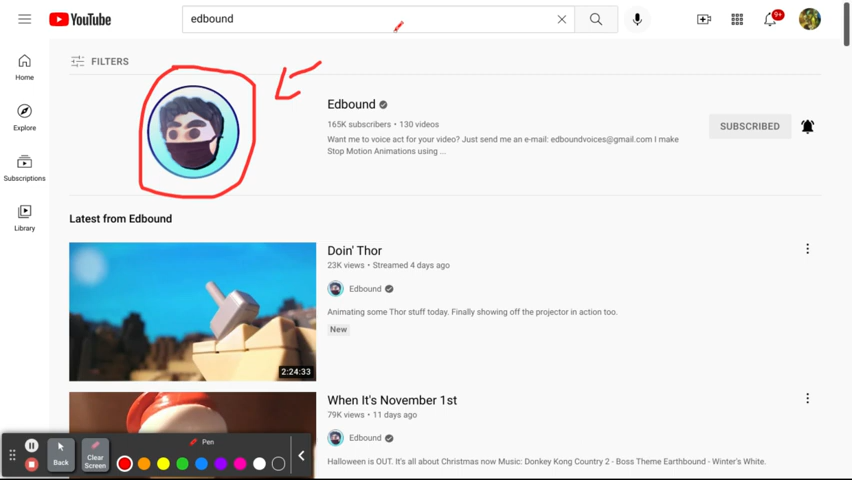 YouTube
edbound
9+
FILTERS
Home
Explore
Subscriptions
Library
Edbound
165K subscribers • 130 videos
Want me to voice act for your video? Just send me an e-mail: edboundvoices@gmail.com I make
Stop Motion Animations using ...
SUBSCRIBED
Latest from Edbound
2:24:33
Doin' Thor
23K views • Streamed 4 days ago
Edbound
Animating some Thor stuff today. Finally showing off the projector in action too.
New
When It's November 1st
79K views • 11 days ago
Edbound
Halloween is OUT. It's all about Christmas now Music: Donkey Kong Country 2 - Boss Theme Earthbound - Winter's White.
Back
Clear
Screen
Pen